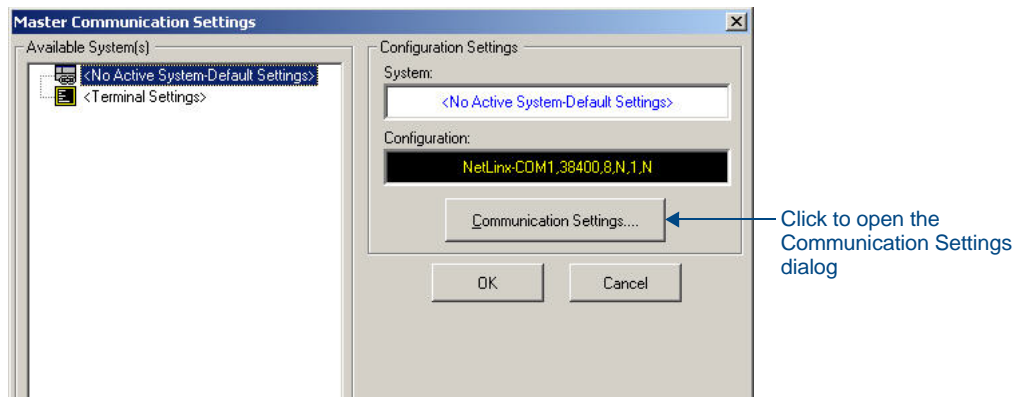 Master Communication Settings
Available System(s)
<No Active System-Default Settings>
<Terminal Settings>
Configuration Settings
System:
<No Active System-Default Settings>
Configuration:
NetLinx-COM1,38400,8,N,1,N
Communication Settings....
OK
Cancel
Click to open the
Communication Settings
dialog